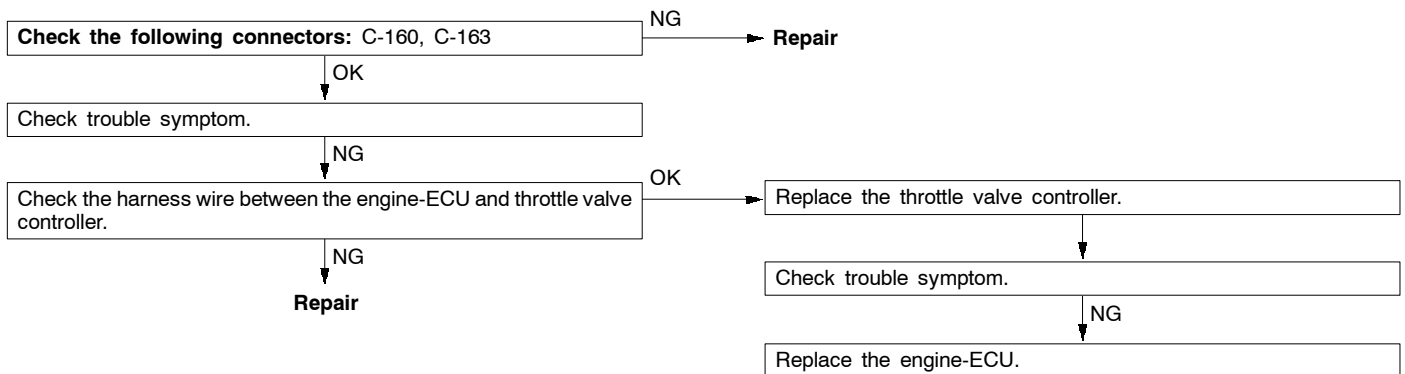 NG
Check the following connectors: C-160, C-163
Repair
OK
Check trouble symptom.
NG
Check the harness wire between the engine-ECU and throttle valve
controller.
OK
Replace the throttle valve controller.
NG
Repair
Check trouble symptom.
NG
Replace the engine-ECU.